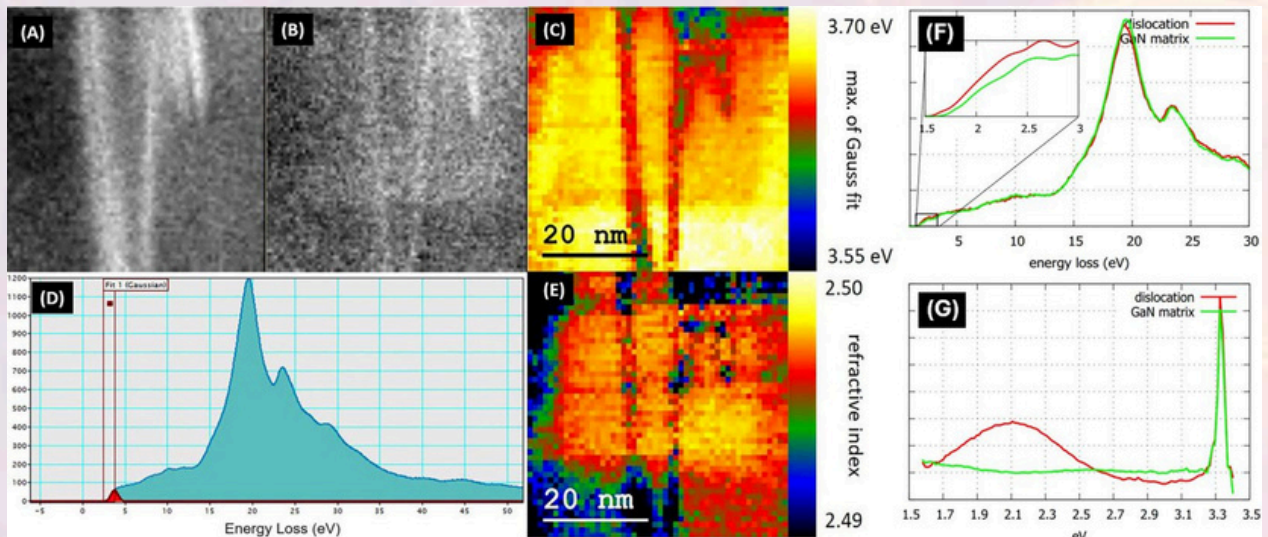 (A)
(B)
(C)
20 nm
3.70 eV
max. of Gauss fit
3.55 eV
(D)
Fit 1 (Gaussian)
1200
1100
1000
900
800
700
600
500
400
300
200
100
0
-5 0 5 10 15 20 25 30 35 40 45 50
Energy Loss (eV)
(E)
20 nm
2.50
refractive index
2.49
(F)
dislocation
GaN matrix
1.5 2 2.5 3
5 10 15 20 25 30
energy loss (eV)
(G)
dislocation
GaN matrix
1.5 1.7 1.9 2.1 2.3 2.5 2.7 2.9 3.1 3.3 3.5
eV